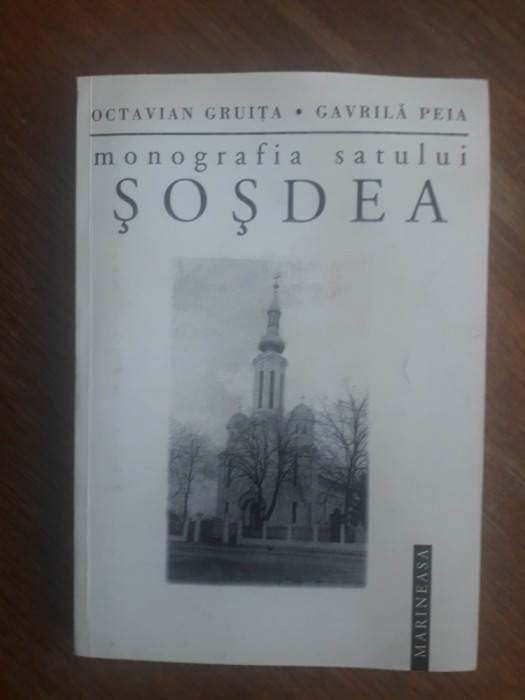 OCTAVIAN GRUIȚA • GAVRILĂ PEIA
monografia satului
ŞOŞDEA
MARINEASA